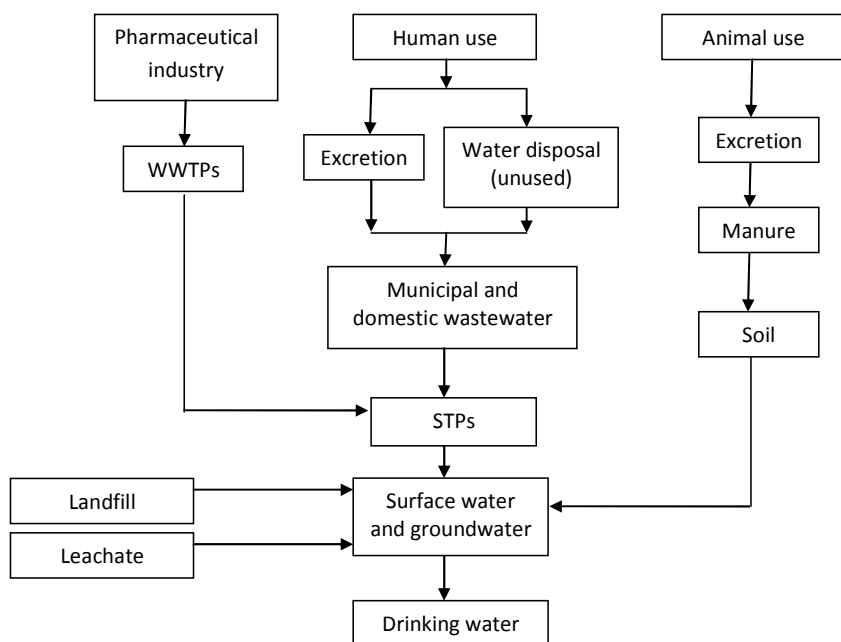 Pharmaceutical
industry
Human use
Animal use
WWTPs
Excretion
Water disposal
(unused)
Excretion
Manure
Municipal and
domestic wastewater
Soil
STPs
Landfill
Surface water
and groundwater
Leachate
Drinking water